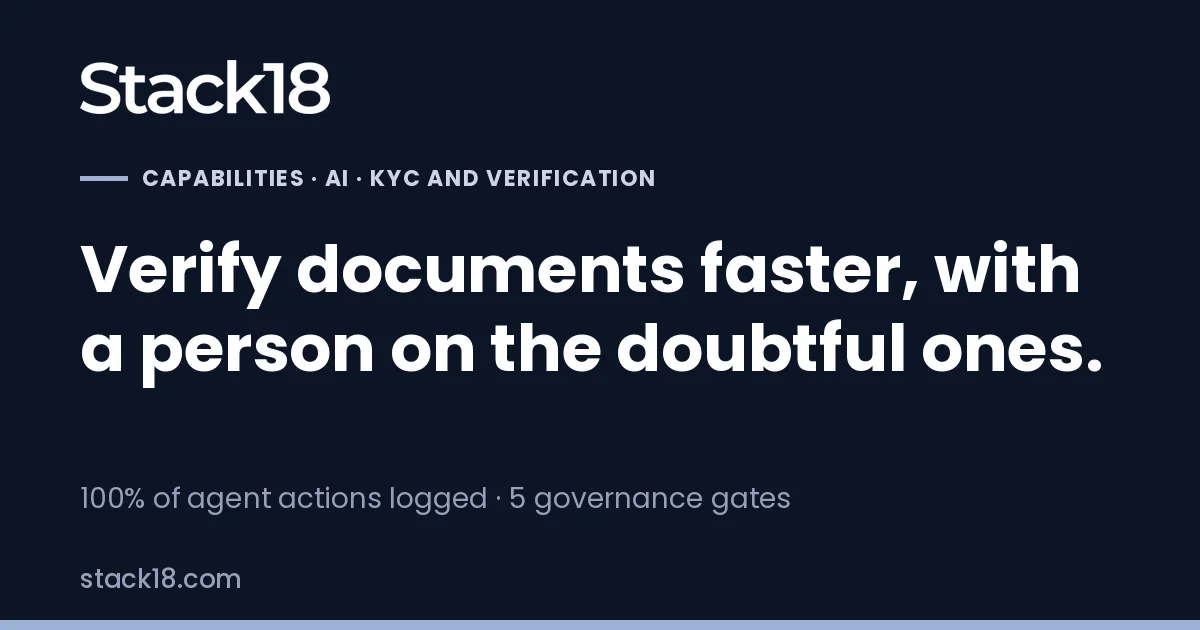 Stack18
CAPABILITIES · AI · KYC AND VERIFICATION
Verify documents faster, with
a person on the doubtful ones.
100% of agent actions logged · 5 governance gates
stack18.com